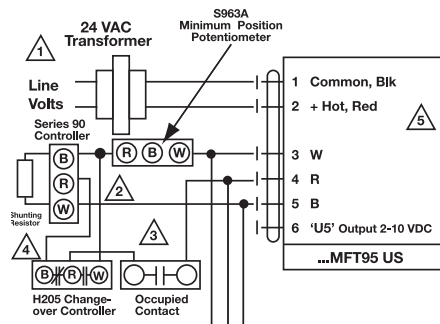 24 VAC
Transformer
S963A
Minimum Position
Potentiometer
1
Line
Volts
1 Common, Blk
2 + Hot, Red
5
Series 90
Controller
B
R
W
R B W
3 W
4 R
5 B
6 'U5' Output 2-10 VDC
Shunting
Resistor
2
3
4
B R W
...MFT95 US
H205 Change-
over Controller
Occupied
Contact